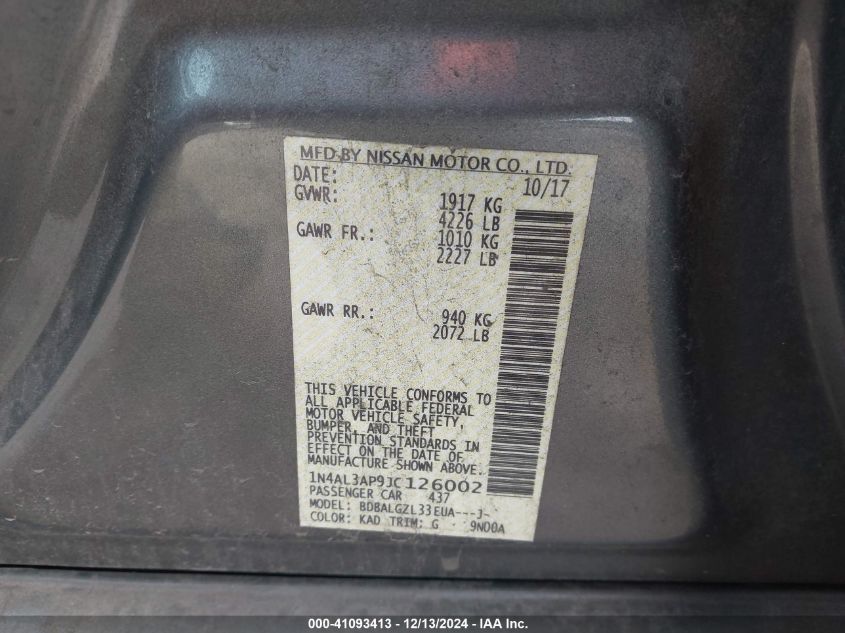 MFD BY NISSAN MOTOR CO., LTD.
DATE: 10/17
GVWR: 1917 KG
4226 LB
GAWR FR.: 1010 KG
2227 LB
GAWR RR.: 940 KG
2072 LB
THIS VEHICLE CONFORMS TO
ALL APPLICABLE FEDERAL
MOTOR VEHICLE SAFETY,
BUMPER, AND THEFT
PREVENTION STANDARDS IN
EFFECT ON THE DATE OF
MANUFACTURE SHOWN ABOVE.
1N4AL3AP9JC126002
PASSENGER CAR 437
MODEL: BDBALGZL33EUA---J-
COLOR: KAD TRIM: G 9N00A
000-41093413 - 12/13/2024 - IAA Inc.